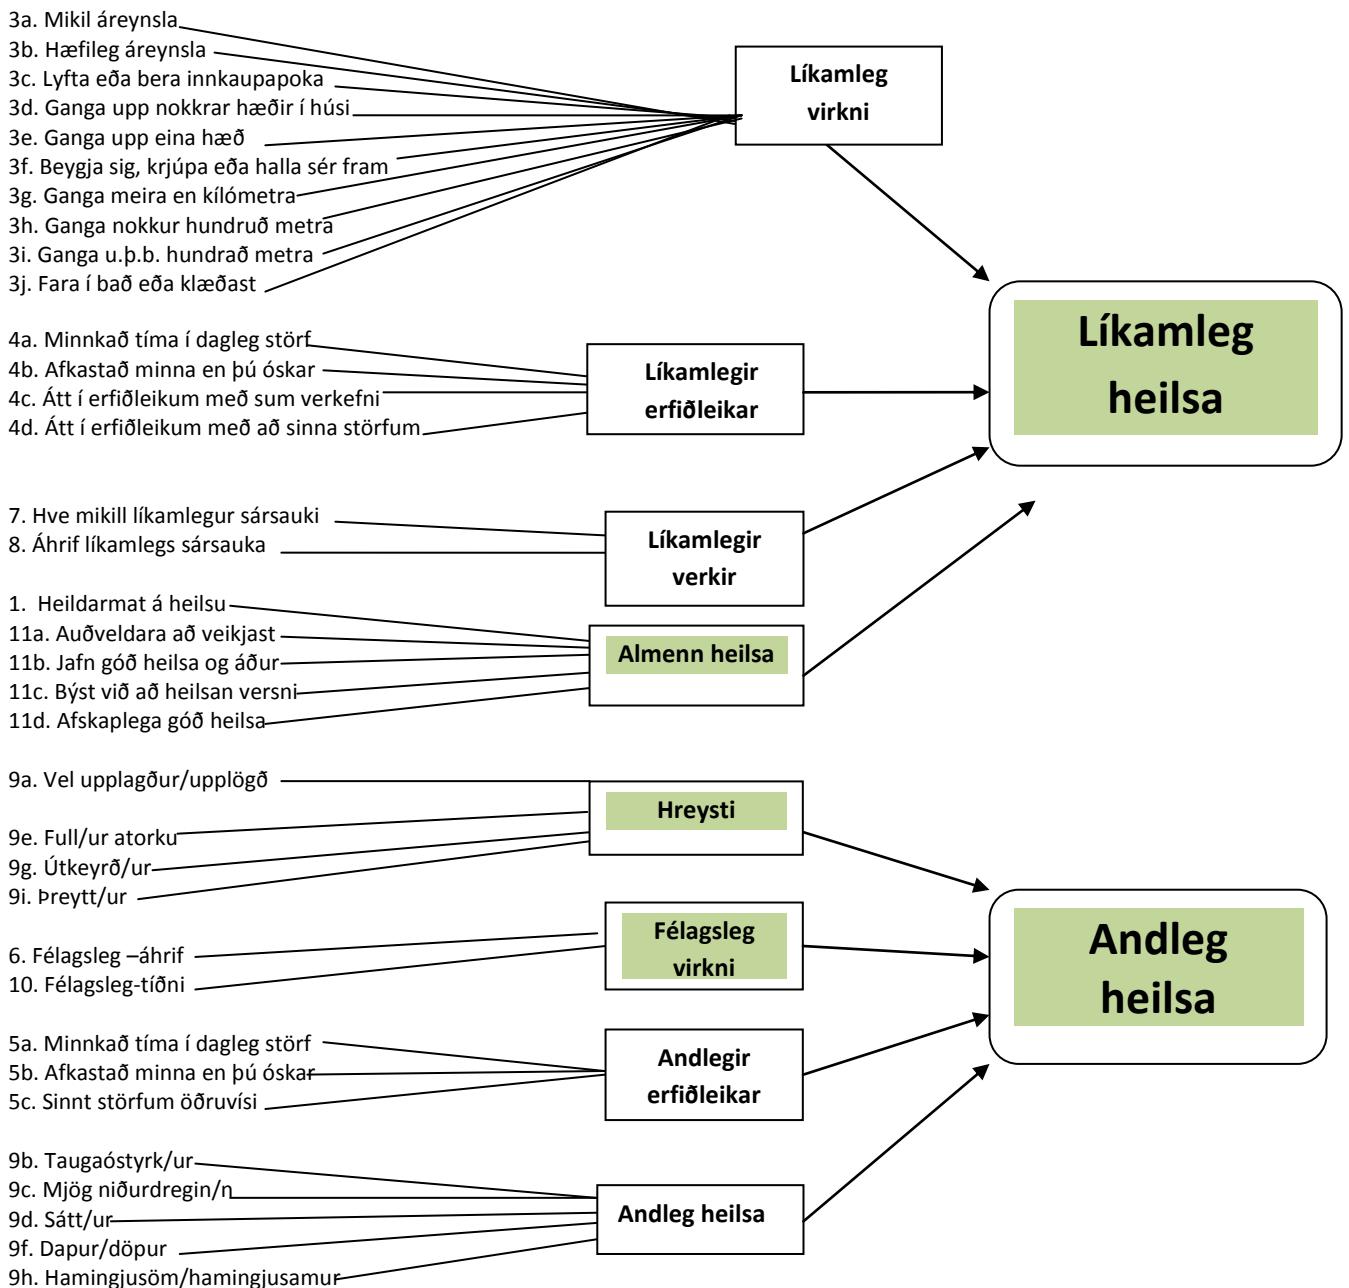 3a. Mikil áreynsla
3b. Hæfileg áreynsla
3c. Lyfta eða bera innkaupapoka
3d. Ganga upp nokkrar hæðir í húsi
3e. Ganga upp eina hæð
3f. Beygja sig, krjúpa eða halla sér fram
3g. Ganga meira en kílómetra
3h. Ganga nokkur hundruð metra
3i. Ganga u.þ.b. hundrað metra
3j. Fara í bað eða klæðast
Líkamleg
virkni
4a. Minnkað tíma í dagleg störf
4b. Afkastað minna en þú óskar
4c. Átt í erfiðleikum með sum verkefni
4d. Átt í erfiðleikum með að sinna störfum
Líkamlegir
erfiðleikar
7. Hve mikill líkamlegur sársauki
8. Áhrif líkamlegs sársauka
Líkamlegir
verkir
1. Heildarmat á heilsu
11a. Auðveldara að veikjast
11b. Jafn góð heilsa og áður
11c. Býst við að heilsan versni
11d. Afskaplega góð heilsa
Almenn heilsa
Líkamleg
heilsa
9a. Vel upplagður/upplögð
9e. Full/ur atorku
9g. Útkeyrð/ur
9i. Þreytt/ur
Hreysti
6. Félagsleg –áhrif
10. Félagsleg-tíðni
Félagsleg
virkni
5a. Minnkað tíma í dagleg störf
5b. Afkastað minna en þú óskar
5c. Sinnt störfum öðruvísi
Andlegir
erfiðleikar
9b. Taugaóstyrk/ur
9c. Mjög niðurdregin/n
9d. Sátt/ur
9f. Dapur/döpur
9h. Hamingjusöm/hamingjusamur
Andleg heilsa
Andleg
heilsa